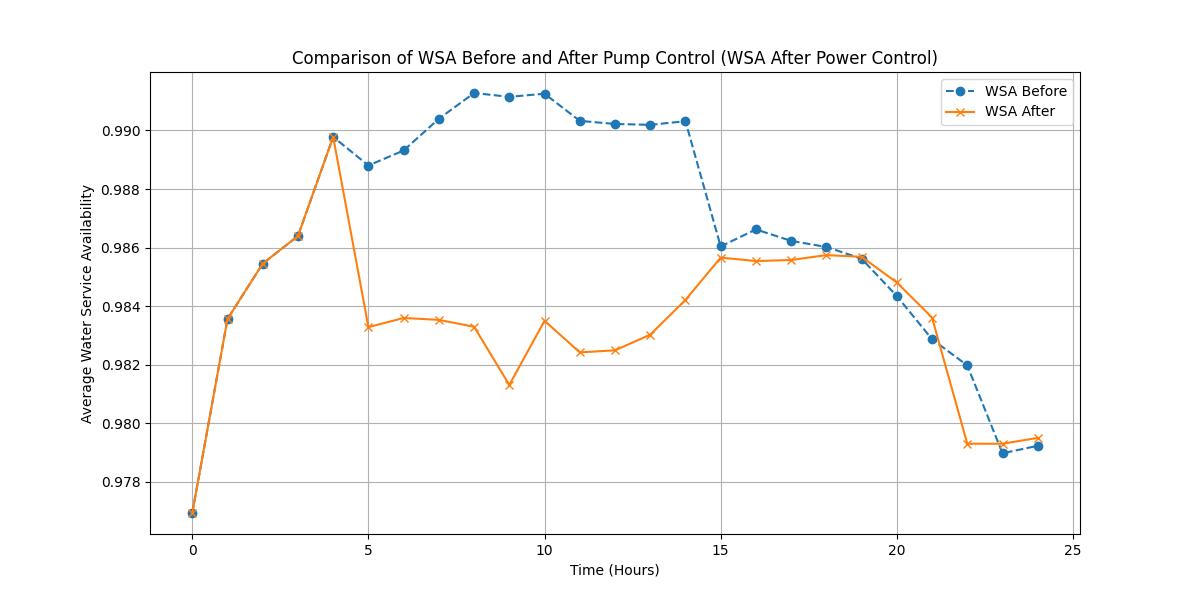 Comparison of WSA Before and After Pump Control (WSA After Power Control)
WSA Before
WSA After
Average Water Service Availability
0.990
0.988
0.986
0.984
0.982
0.980
0.978
0
5
10
15
20
25
Time (Hours)